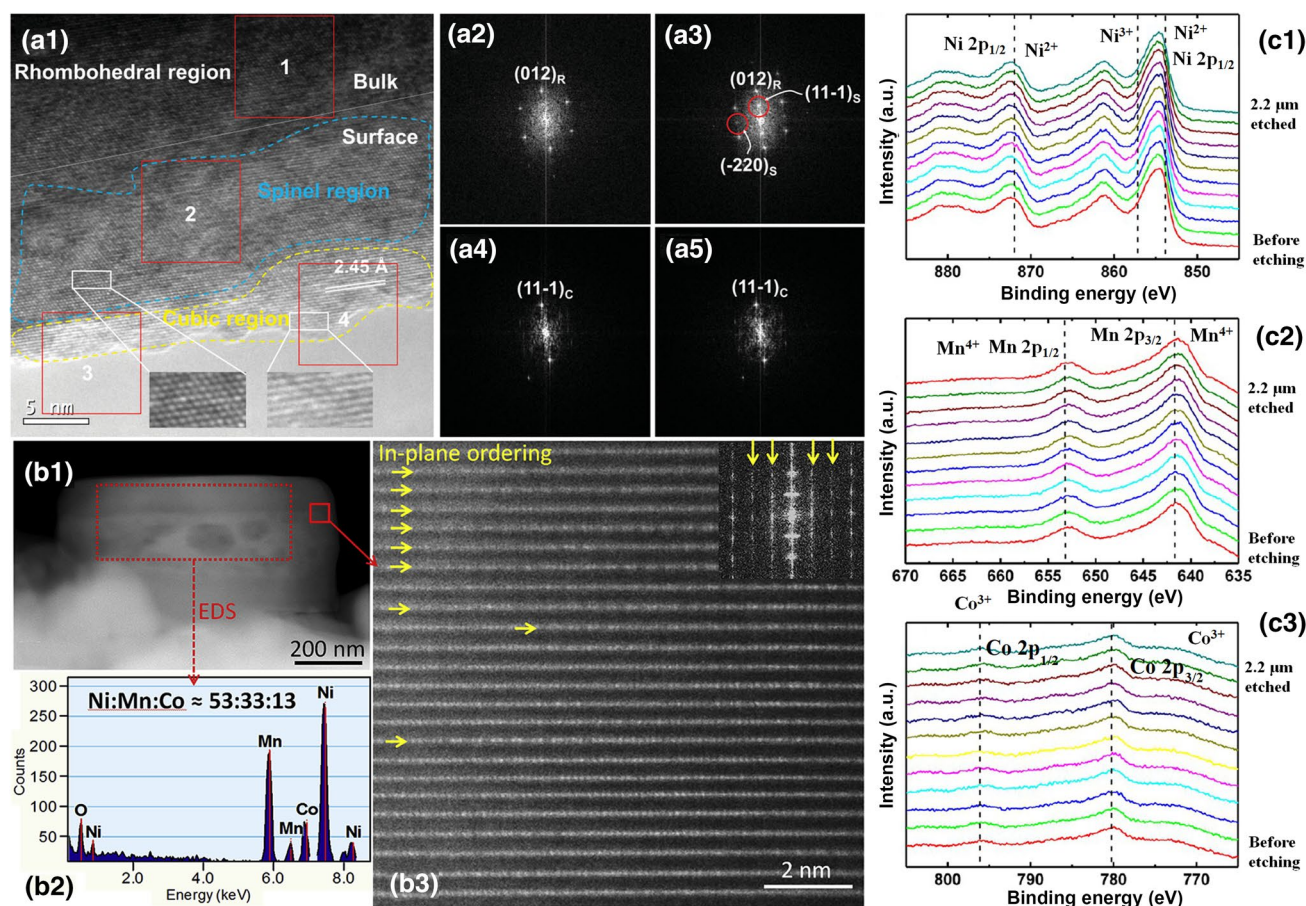 (a1)
Rhombohedral region
1
Bulk
Surface
Spinel region
2
2.45 Å
Cubic region
4
3
5 nm
(a2)
(012)R
(a3)
(012)R
(11-1)S
(-220)S
(a4)
(11-1)C
(a5)
(11-1)C
(b1)
EDS
200 nm
Ni:Mn:Co ≈ 53:33:13
300
250
200
150
100
50
Counts
O
Ni
Mn
Mn
Co
Ni
Ni
2.0
4.0
6.0
8.0
Energy (keV)
(b2)
In-plane ordering
2 nm
(b3)
(c1)
Ni 2p1/2
Ni2+
Ni3+
Ni2+
Ni 2p1/2
2.2 μm
etched
Before
etching
Intensity (a.u.)
880
870
860
850
Binding energy (eV)
(c2)
Mn4+
Mn 2p1/2
Mn 2p3/2
Mn4+
2.2 μm
etched
Before
etching
Intensity (a.u.)
670
665
660
655
650
645
640
635
Binding energy (eV)
(c3)
Co3+
Co 2p1/2
Co3+
Co 2p3/2
2.2 μm
etched
Before
etching
Intensity (a.u.)
800
790
780
770
Binding energy (eV)